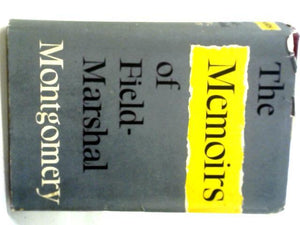 The
Memoirs
of
Field-
Marshal
Montgomery